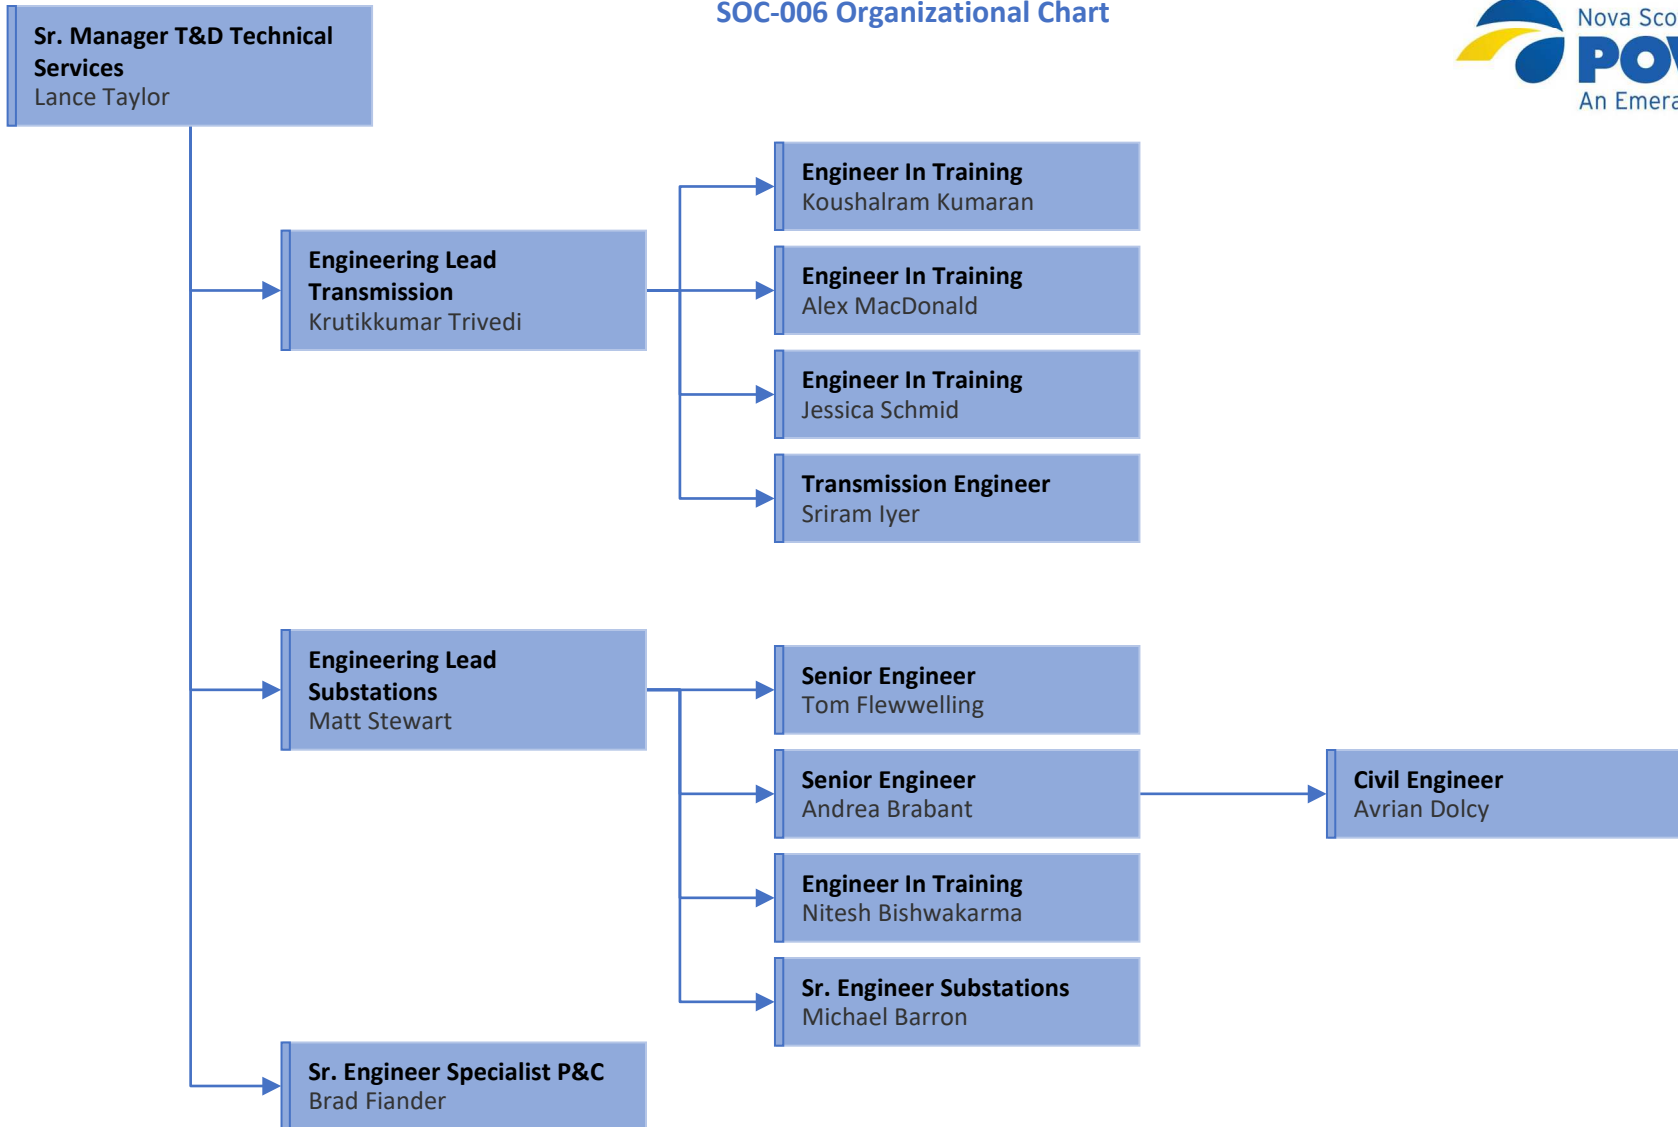 SOC-006 Organizational Chart
Nova Sco
POW
An Emera
Sr. Manager T&D Technical
Services
Lance Taylor
Engineering Lead
Transmission
Krutikkumar Trivedi
Engineer In Training
Koushalram Kumaran
Engineer In Training
Alex MacDonald
Engineer In Training
Jessica Schmid
Transmission Engineer
Sriram Iyer
Engineering Lead
Substations
Matt Stewart
Senior Engineer
Tom Flewwelling
Senior Engineer
Andrea Brabant
Civil Engineer
Avrian Dolcy
Engineer In Training
Nitesh Bishwakarma
Sr. Engineer Substations
Michael Barron
Sr. Engineer Specialist P&C
Brad Fiander